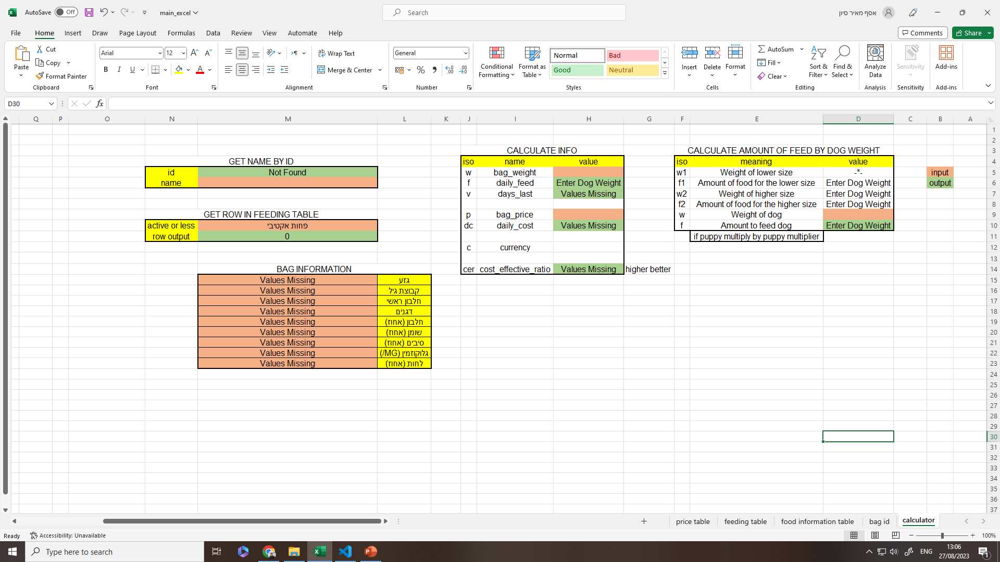 AutoSave Off main_excel Search אסף מאיר סיון
File Home Insert Draw Page Layout Formulas Data Review View Automate Help Comments Share
Paste Cut Copy Format Painter Clipboard
Arial 12 B I U Font
Wrap Text Merge & Center Alignment
General % Number
Conditional Formatting Format as Table Normal Bad Good Neutral Styles
Insert Delete Format Cells
AutoSum Fill Clear Sort & Filter Find & Select Editing
Analyze Data Analysis Sensitivity Sensitivity Add-ins Add-ins
D30 fx
Q P O N M L K J I H G F E D C B A
1
2
3
4
5
6
7
8
9
10
11
12
13
14
15
16
17
18
19
20
21
22
23
24
25
26
27
28
29
30
31
32
33
34
35
36
37
GET NAME BY ID
id Not Found
name
GET ROW IN FEEDING TABLE
active or less פחות אקטיבי
row output 0
BAG INFORMATION
Values Missing גזע
Values Missing קבוצת גיל
Values Missing חלבון ראשי
Values Missing דגנים
Values Missing חלבון (אחוז)
Values Missing שומן (אחוז)
Values Missing סיבים (אחוז)
Values Missing גלוקוזמין (MG/)
Values Missing לחות (אחוז)
CALCULATE INFO
iso name value
w bag_weight
f daily_feed Enter Dog Weight
v days_last Values Missing
p bag_price
dc daily_cost Values Missing
c currency
cer cost_effective_ratio Values Missing higher better
CALCULATE AMOUNT OF FEED BY DOG WEIGHT
iso meaning value
w1 Weight of lower size -*-
f1 Amount of food for the lower size Enter Dog Weight
w2 Weight of higher size Enter Dog Weight
f2 Amount of food for the higher size Enter Dog Weight
w Weight of dog
f Amount to feed dog Enter Dog Weight
if puppy multiply by puppy multiplier
input
output
price table feeding table food information table bag id calculator
Ready Accessibility: Unavailable 100%
Type here to search ENG 13:06
27/08/2023 1